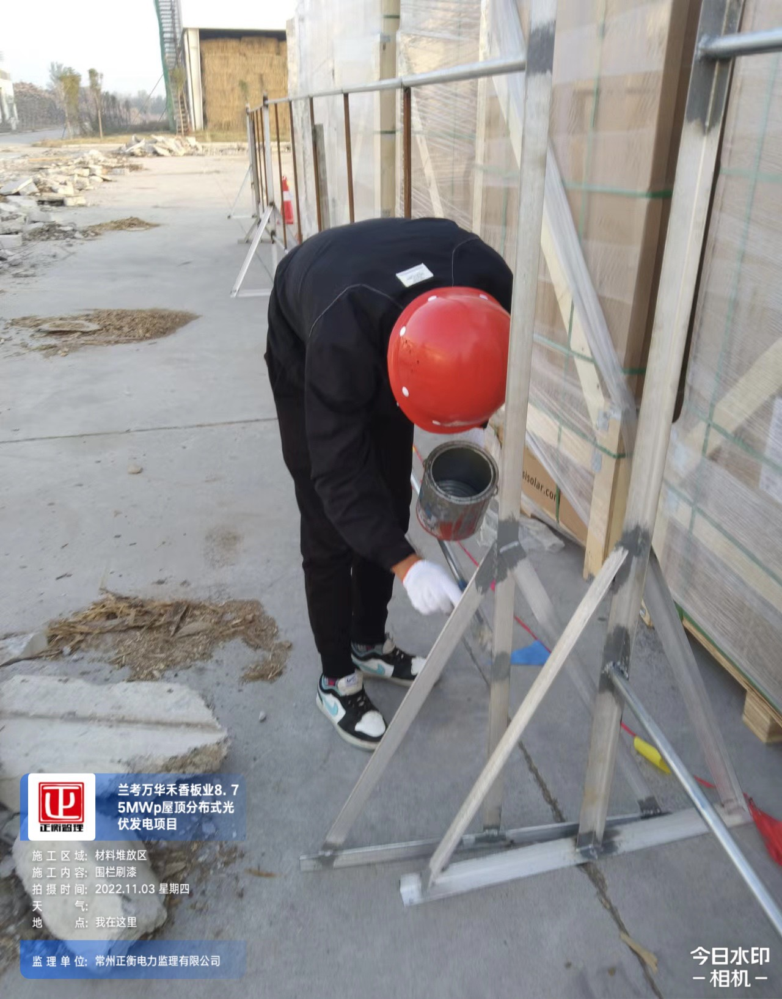 sisolar.co
兰考万华禾香板业8.7
5MWp屋顶分布式光
伏发电项目
正衡监理
施工区域: 材料堆放区
施工内容: 围栏刷漆
拍摄时间: 2022.11.03 星期四
天气:
地点: 我在这里
监理单位: 常州正衡电力监理有限公司
今日水印
-相机-